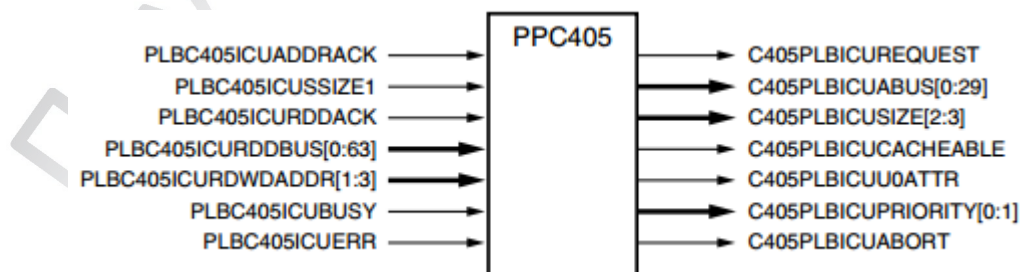 PPC405
PLBC405ICUADDRACK
PLBC405ICUSSIZE1
PLBC405ICURDDACK
PLBC405ICURDDBUS[0:63]
PLBC405ICURDWDADDR[1:3]
PLBC405ICUBUSY
PLBC405ICUERR
C405PLBICUREQUEST
C405PLBICUABUS[0:29]
C405PLBICUSIZE[2:3]
C405PLBICUCACHEABLE
C405PLBICUU0ATTR
C405PLBICUPRIORITY[0:1]
C405PLBICUABORT